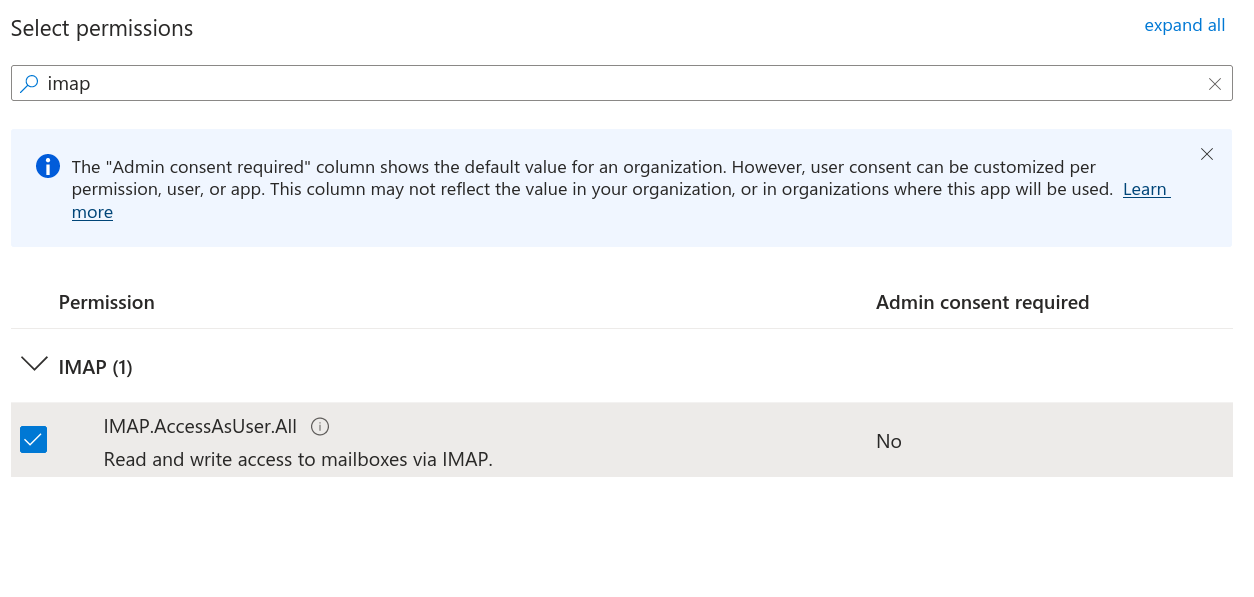 Select permissions
expand all
imap
The "Admin consent required" column shows the default value for an organization. However, user consent can be customized per
permission, user, or app. This column may not reflect the value in your organization, or in organizations where this app will be used. Learn
more
Permission
Admin consent required
IMAP (1)
IMAP.AccessAsUser.All
Read and write access to mailboxes via IMAP.
No